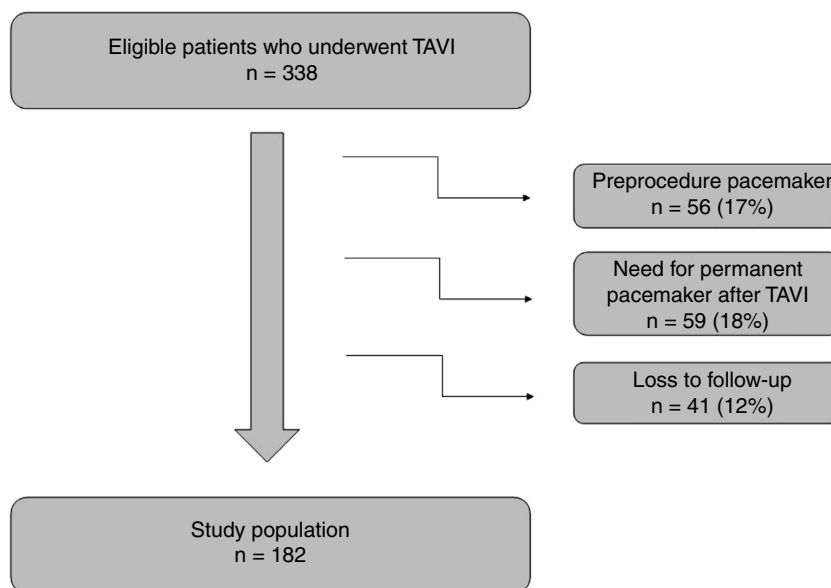 Eligible patients who underwent TAVI
n = 338
Preprocedure pacemaker
n = 56 (17%)
Need for permanent
pacemaker after TAVI
n = 59 (18%)
Loss to follow-up
n = 41 (12%)
Study population
n = 182